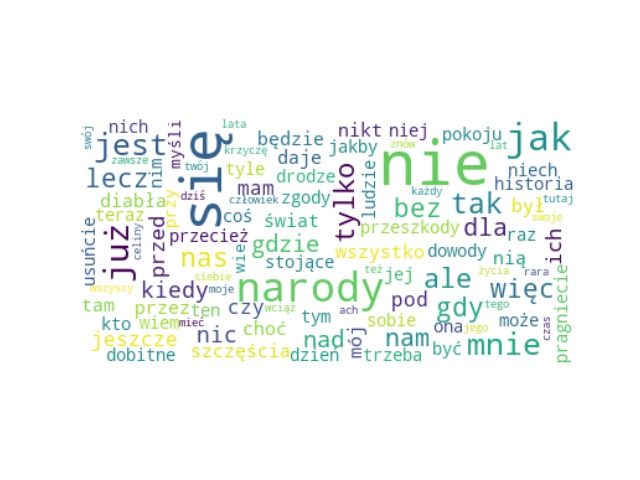 swój
nich
myśli
lata
będzie
nikt
niej
pokoju
jak
jest
się
krzyczę
jakby
znów
lat
nie
zawsze
nim
twój
tyle
daje
drodze
niech
lecz
mam
ludzie
każdy
historia
diabła
przy
dziś
człowiek
zgody
tylko
bez
tak
był
tutaj
teraz
coś
świat
przeszkody
dla
swoje
usuńcie
już
celiny
przed
przecież
gdzie
wszystko
dowody
raz
ich
nas
wie
stojące
nią
wszyscy
kiedy
siebie
moje
narody
też
jej
ale
życia
rara
więc
pragniecie
tam
przez
ten
wciąż
czy
tym
ach
pod
gdy
tego
kto
wiem
mieć
choć
mój
sobie
ona
jego
może
czas
jeszcze
nic
nad
nam
mnie
dobitne
szczęścia
dzień
trzeba
być